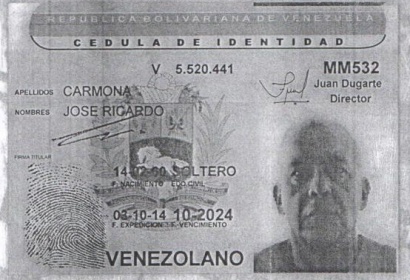 REPUBLICA BOLIVARIANA DE VENEZUELA
CEDULA DE IDENTIDAD
V 5.520.441
MM532
Juan Dugarte
Director
APELLIDOS CARMONA
NOMBRES JOSE RICARDO
FIRMA TITULAR
14-02-60 SOLTERO
F. NACIMIENTO EDO CIVIL
03-10-14 10-2024
F. EXPEDICION F. VENCIMIENTO
VENEZOLANO